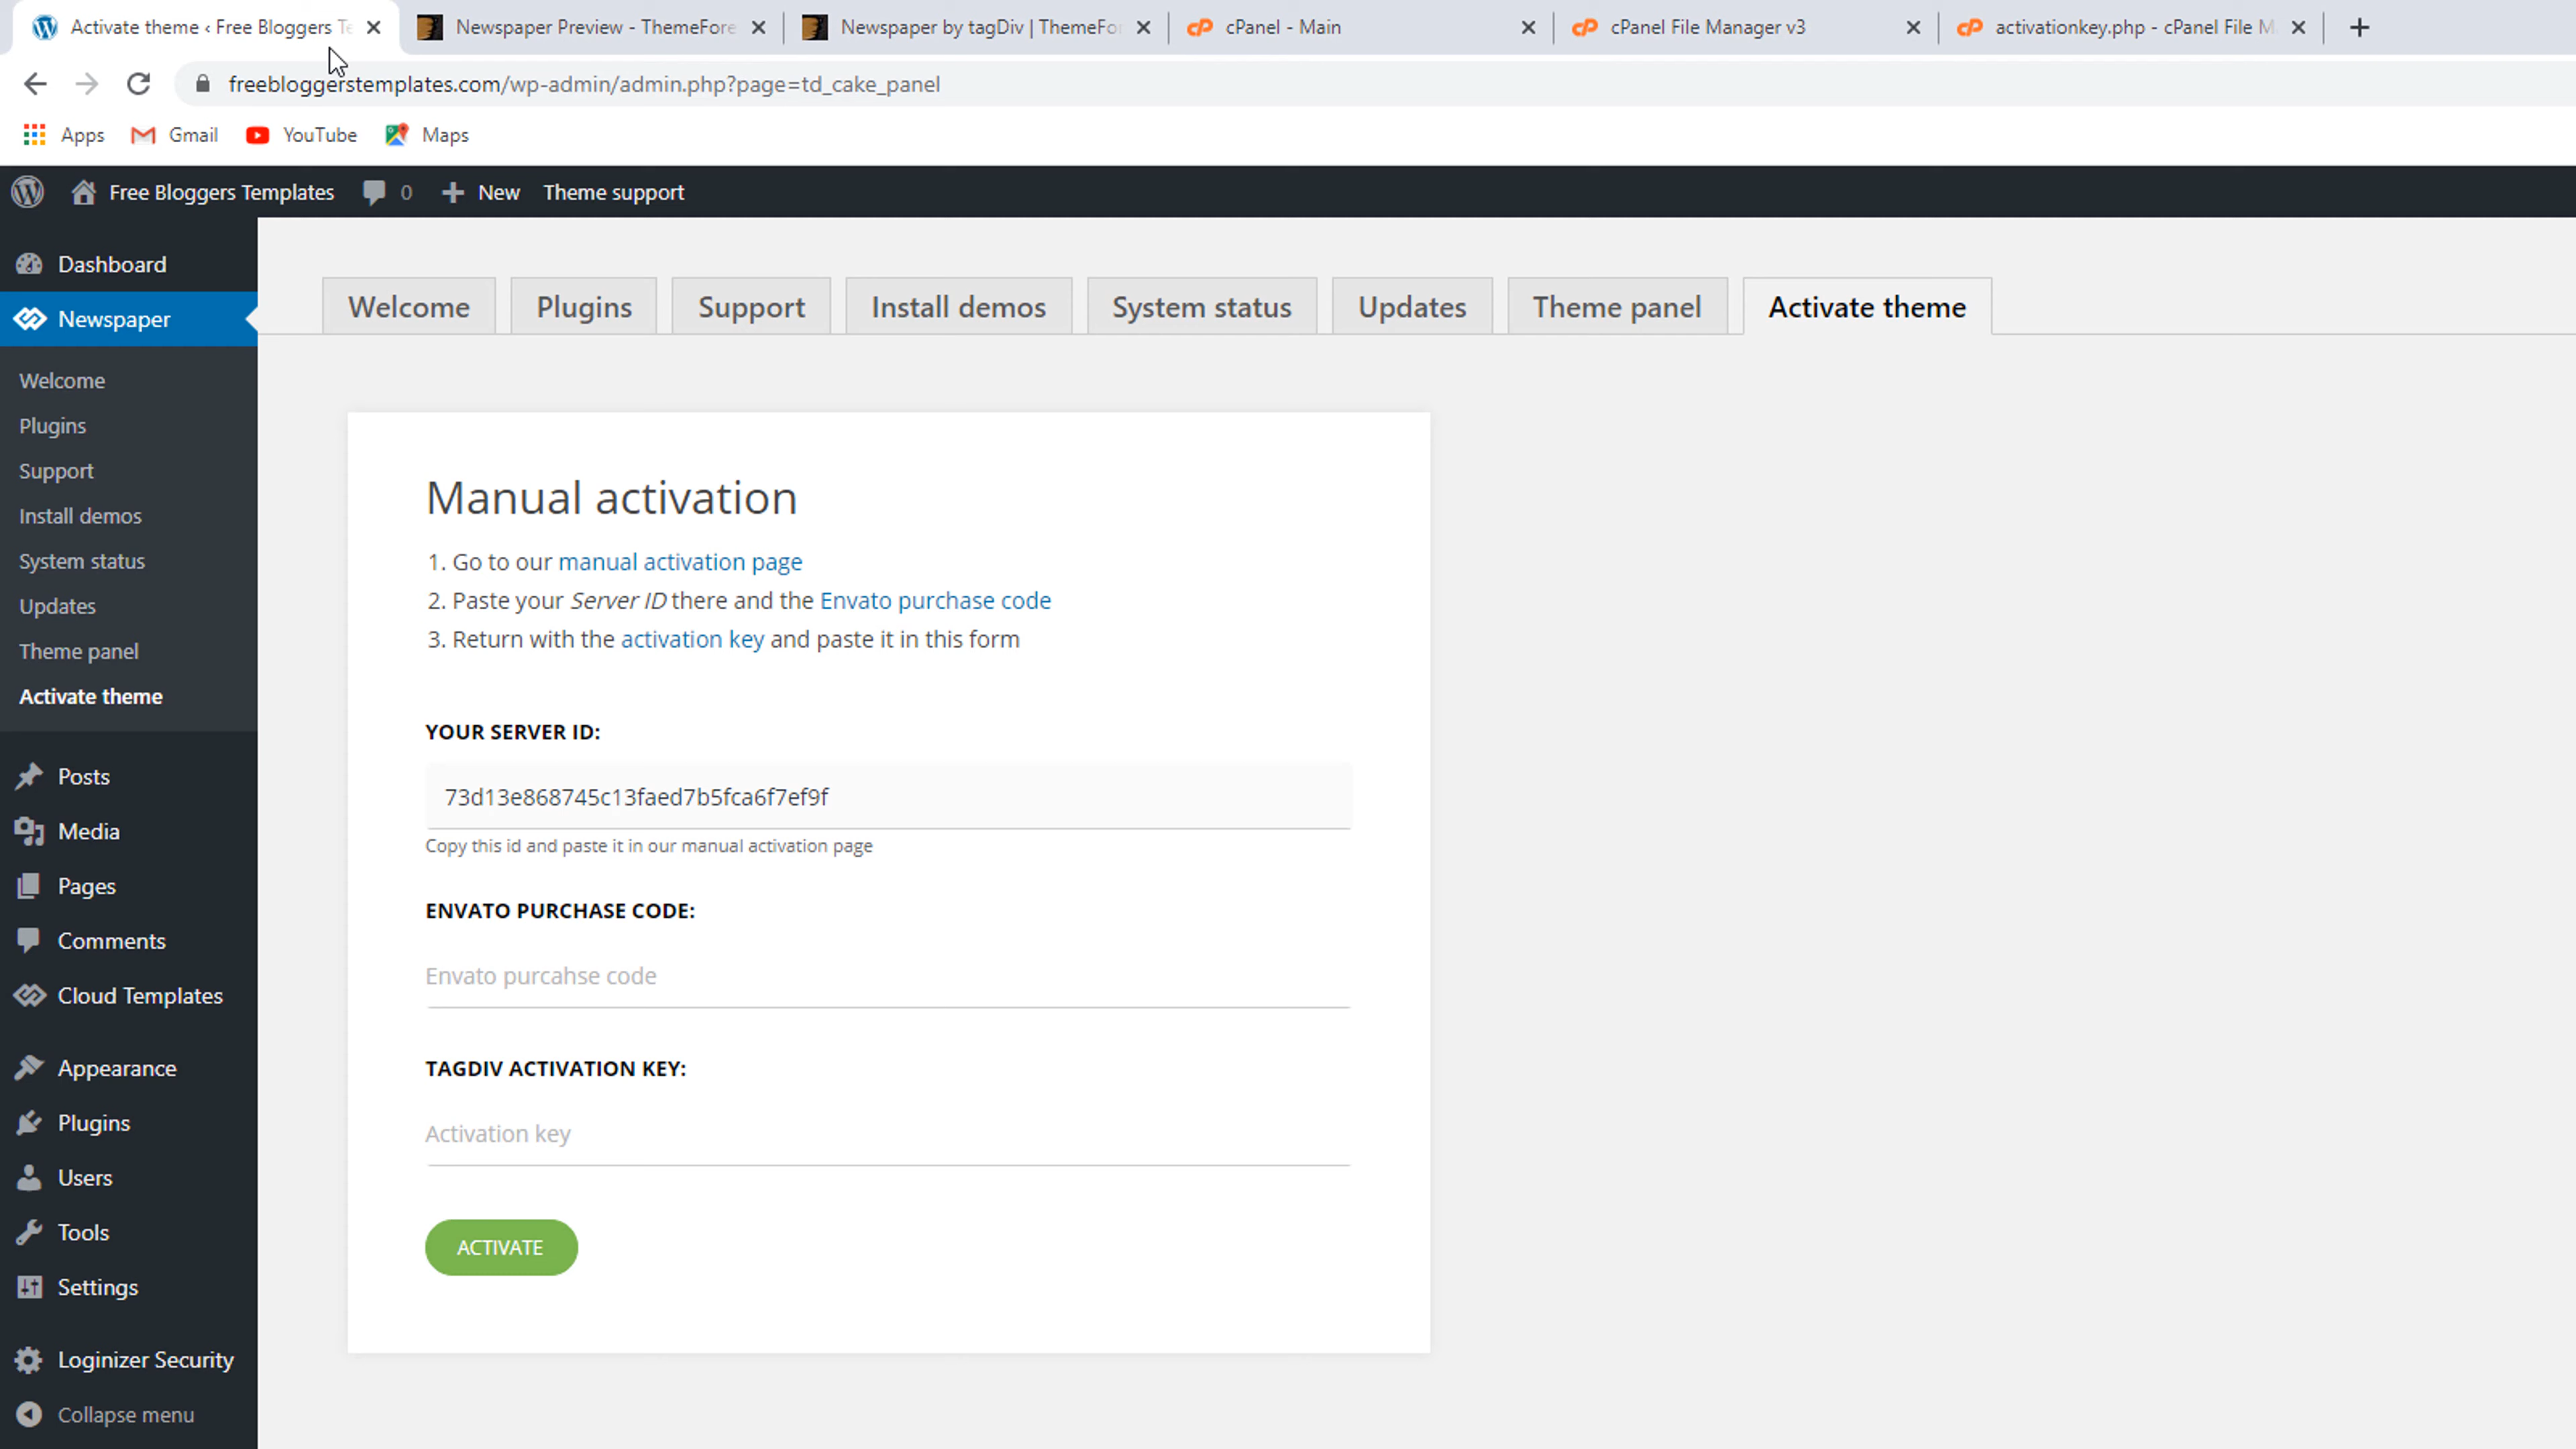 Activate theme ‹ Free Bloggers Te
Newspaper Preview - ThemeFore
Newspaper by tagDiv | ThemeFo
cPanel - Main
cPanel File Manager v3
activationkey.php - cPanel File M
freebloggerstemplates.com/wp-admin/admin.php?page=td_cake_panel
Apps
Gmail
YouTube
Maps
Free Bloggers Templates
0
New
Theme support
Dashboard
Newspaper
Welcome
Plugins
Support
Install demos
System status
Updates
Theme panel
Activate theme
Posts
Media
Pages
Comments
Cloud Templates
Appearance
Plugins
Users
Tools
Settings
Loginizer Security
Collapse menu
Welcome
Plugins
Support
Install demos
System status
Updates
Theme panel
Activate theme
Manual activation
1. Go to our manual activation page
2. Paste your Server ID there and the Envato purchase code
3. Return with the activation key and paste it in this form
YOUR SERVER ID:
73d13e868745c13faed7b5fca6f7ef9f
Copy this id and paste it in our manual activation page
ENVATO PURCHASE CODE:
Envato purcahse code
TAGDIV ACTIVATION KEY:
Activation key
ACTIVATE